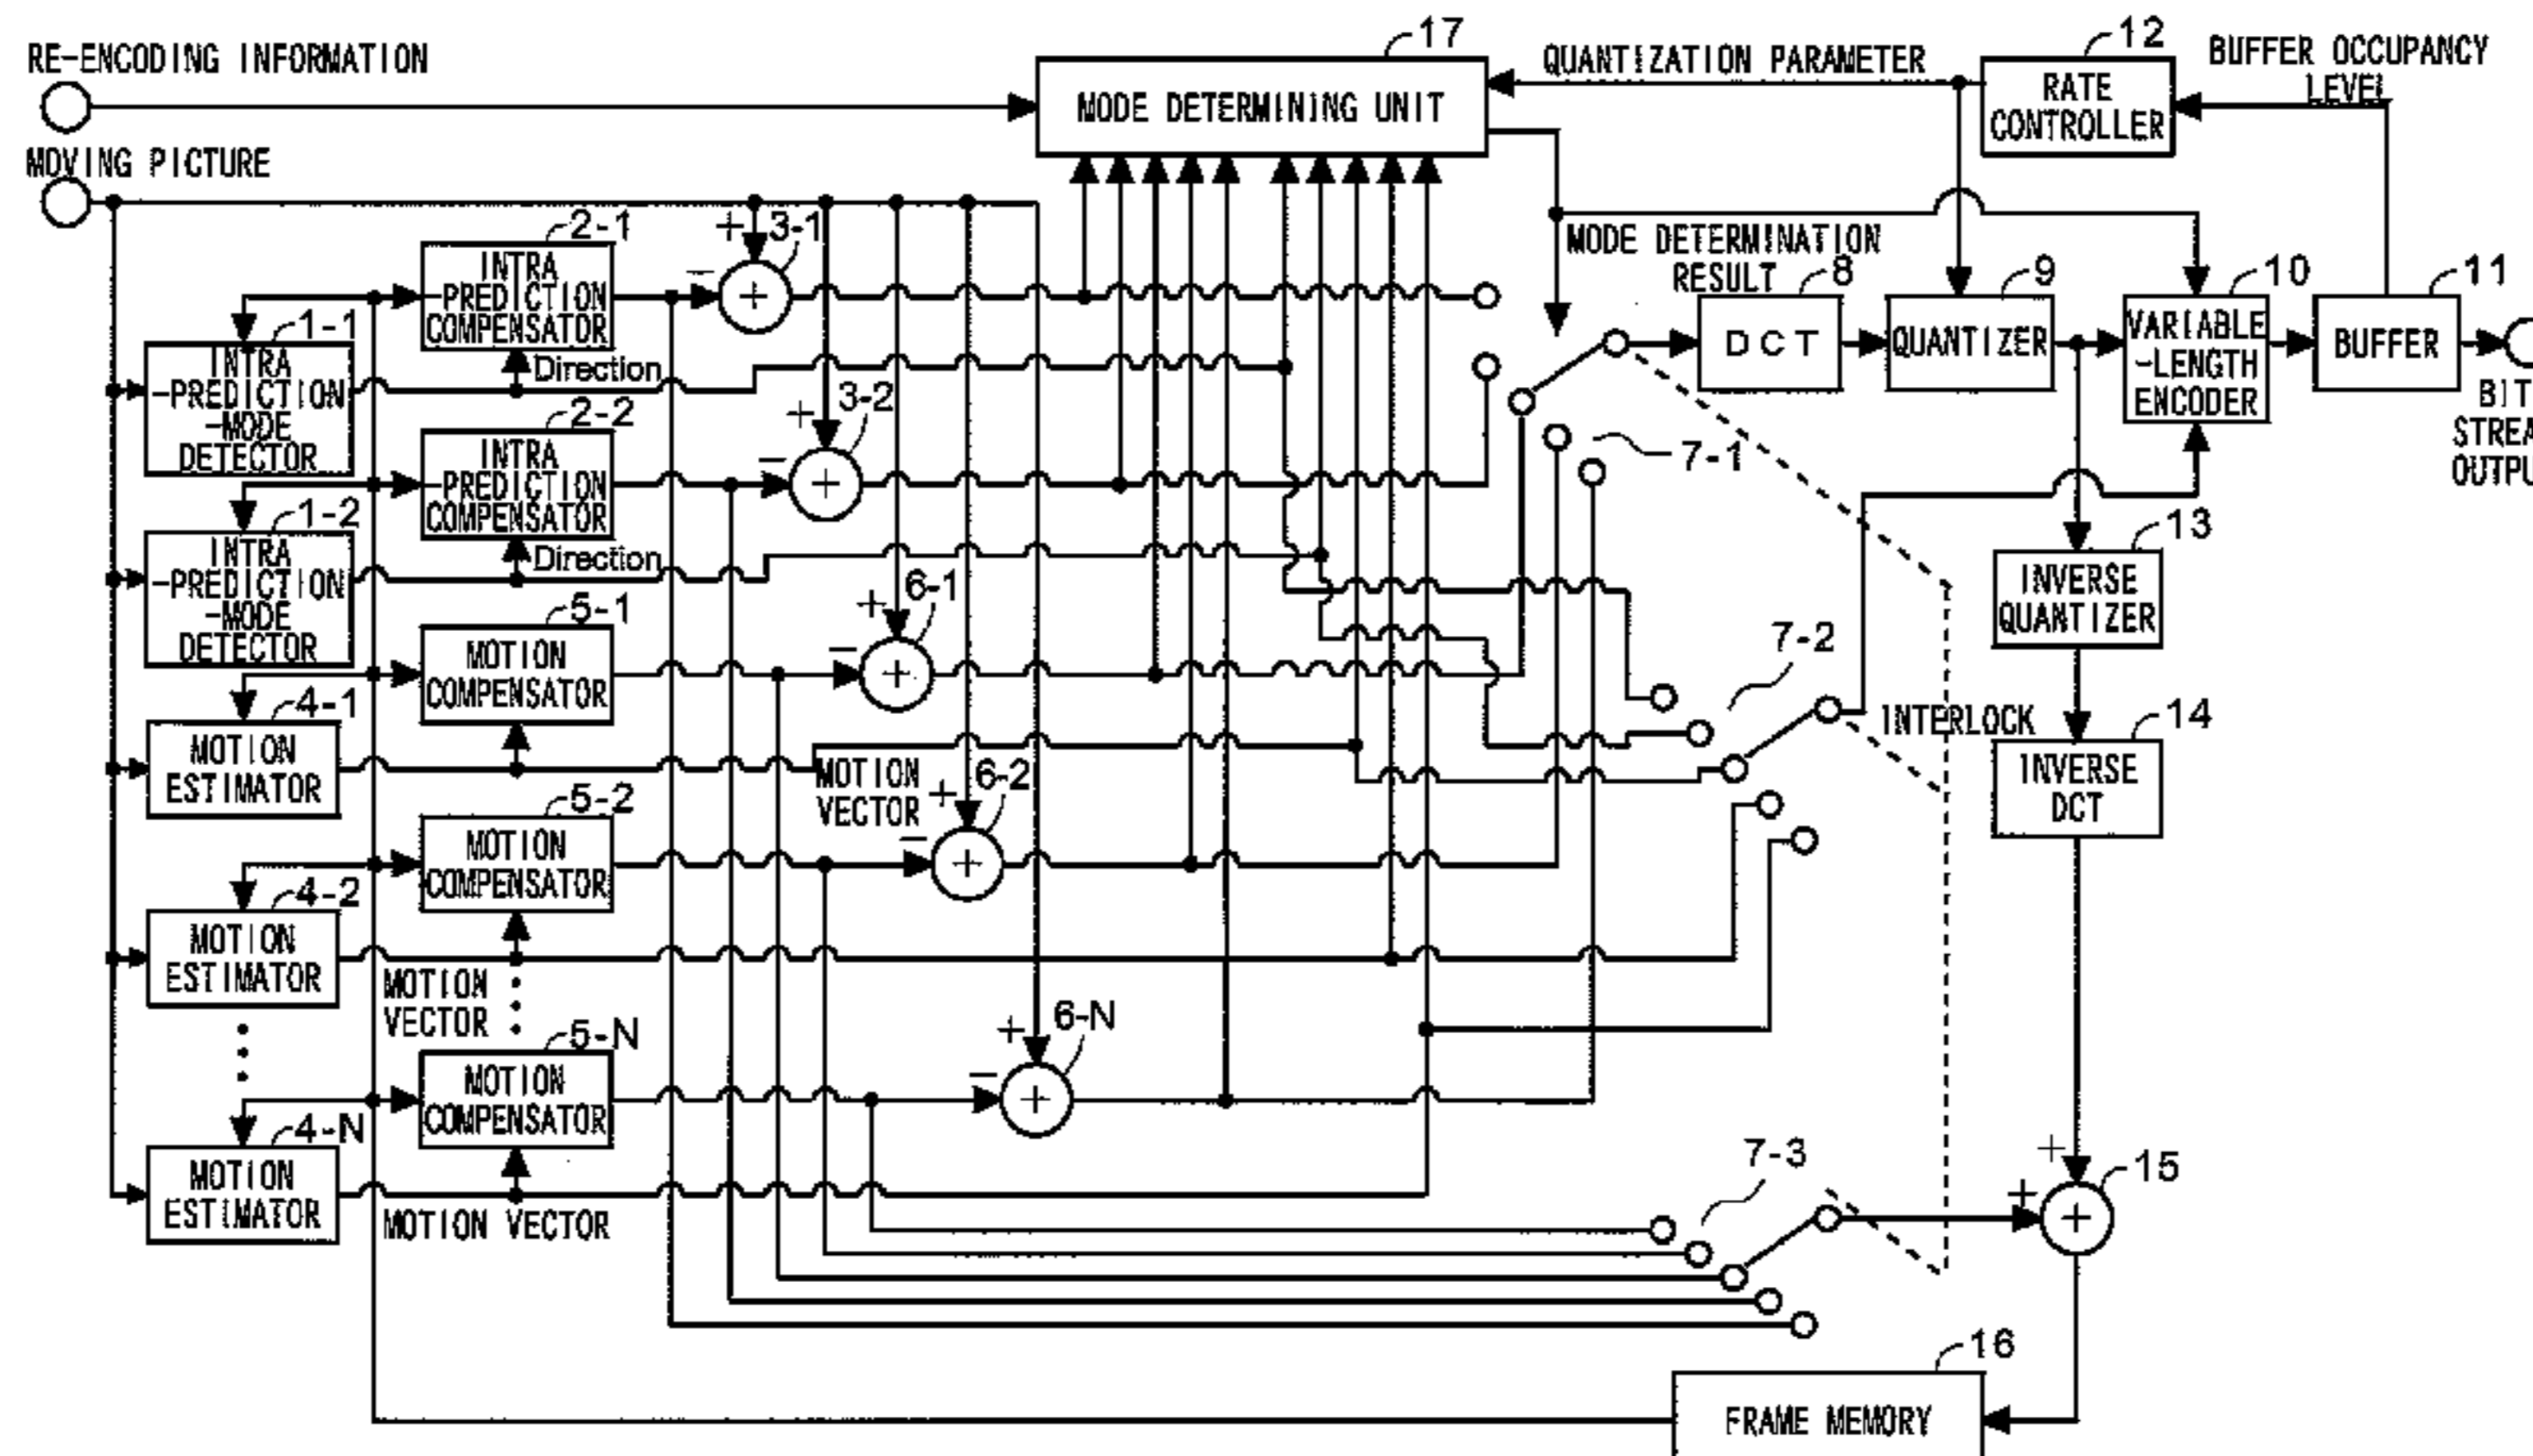 17
12
RE-ENCODING INFORMATION
QUANTIZATION PARAMETER
BUFFER OCCUPANCY
LEVEL
MODE DETERMINING UNIT
RATE
CONTROLLER
MOVING PICTURE
2-1
+
3-1
INTRA
-PREDICTION
COMPENSATOR
−
+
MODE DETERMINATION
RESULT
8
9
10
11
1-1
INTRA
-PREDICTION
-MODE
DETECTOR
Direction
DCT
QUANTIZER
VARIABLE
-LENGTH
ENCODER
BUFFER
2-2
+
3-2
INTRA
-PREDICTION
COMPENSATOR
−
+
7-1
BIT
1-2
INTRA
-PREDICTION
-MODE
DETECTOR
Direction
13
INVERSE
QUANTIZER
5-1
+
6-1
MOTION
COMPENSATOR
−
+
7-2
4-1
MOTION
ESTIMATOR
INTERLOCK
14
INVERSE
DCT
MOTION
VECTOR
5-2
+
6-2
MOTION
COMPENSATOR
−
+
4-2
MOTION
ESTIMATOR
MOTION
VECTOR
5-N
+
6-N
MOTION
COMPENSATOR
−
+
4-N
MOTION
ESTIMATOR
MOTION VECTOR
7-3
+
15
+
+
16
FRAME MEMORY